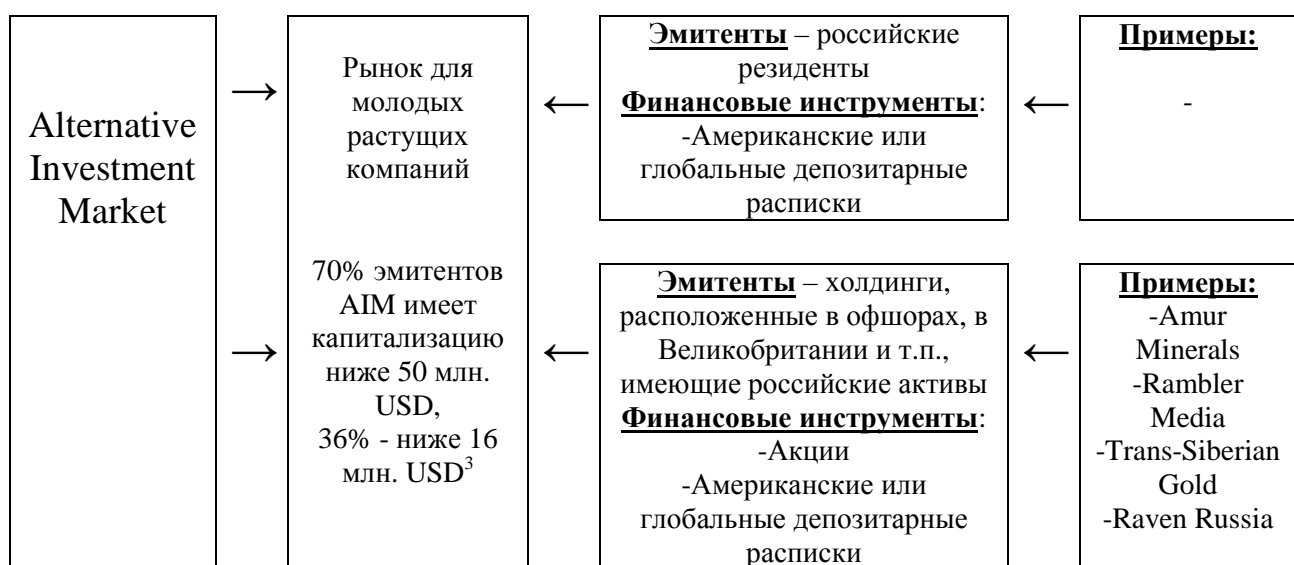 Alternative
Investment
Market
Рынок для
молодых
растущих
компаний
70% эмитентов
AIM имеет
капитализацию
ниже 50 млн.
USD,
36% - ниже 16
млн. USD³
Эмитенты – российские
резиденты
Финансовые инструменты:
-Американские или
глобальные депозитарные
расписки
Примеры:
-
Эмитенты – холдинги,
расположенные в офшорах, в
Великобритании и т.п.,
имеющие российские активы
Финансовые инструменты:
-Акции
-Американские или
глобальные депозитарные
расписки
Примеры:
-Amur
Minerals
-Rambler
Media
-Trans-Siberian
Gold
-Raven Russia